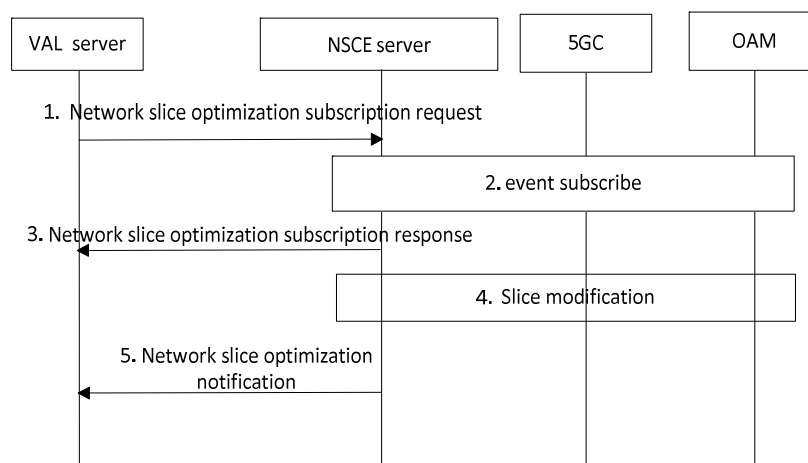 VAL server
NSCE server
5GC
OAM
1. Network slice optimization subscription request
2. event subscribe
3. Network slice optimization subscription response
4. Slice modification
5. Network slice optimization
notification